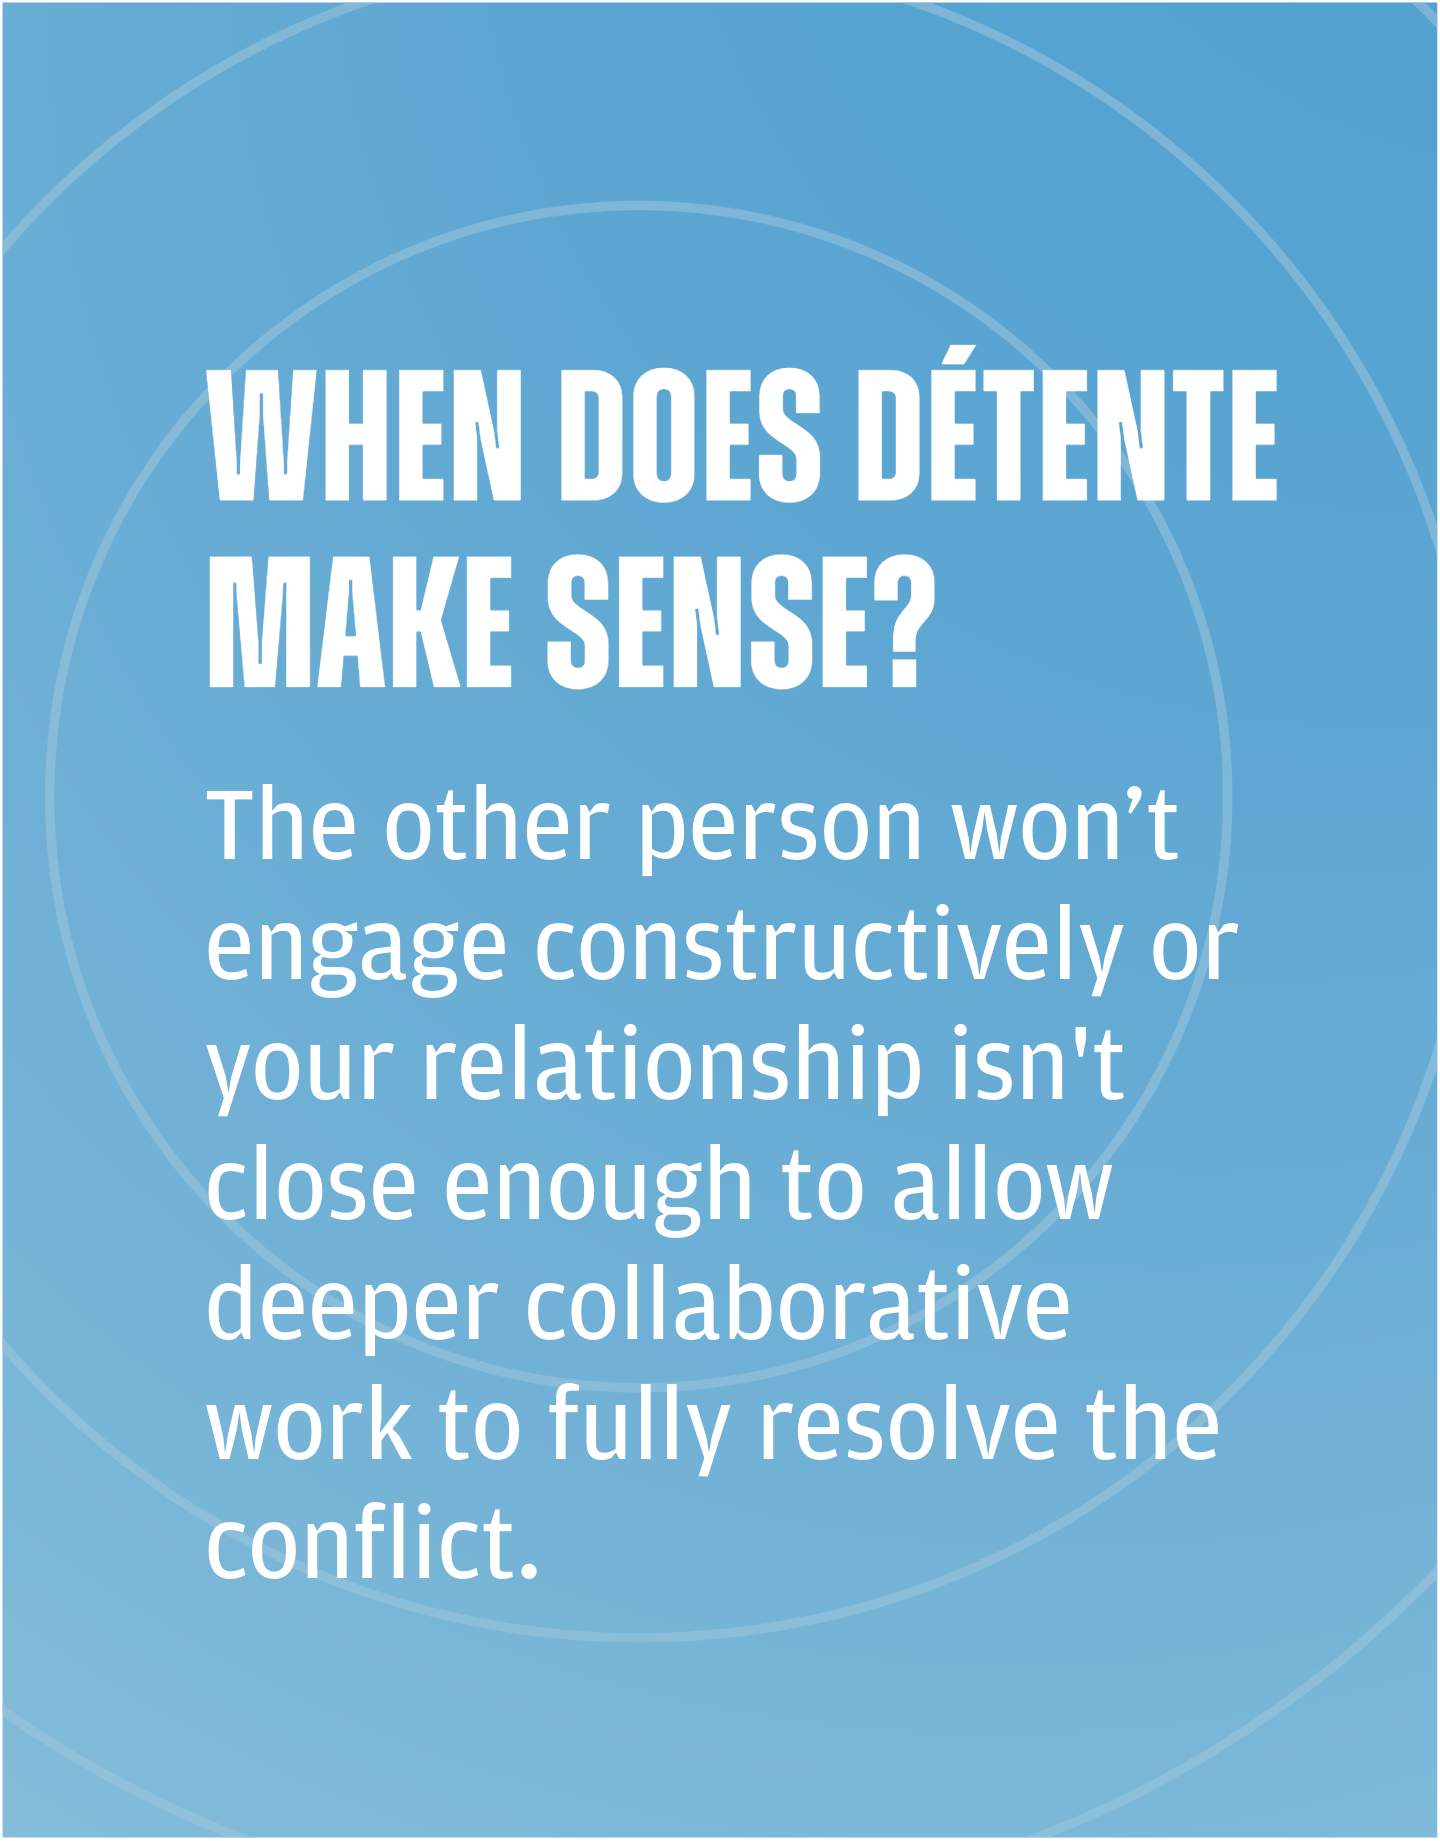 WHEN DOES DÉTENTE
MAKE SENSE?
The other person won’t
engage constructively or
your relationship isn't
close enough to allow
deeper collaborative
work to fully resolve the
conflict.